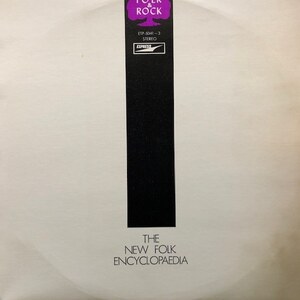 FOLK
& ROCK
STEREO
EXPRESS
THE
NEW FOLK
ENCYCLOPAEDIA